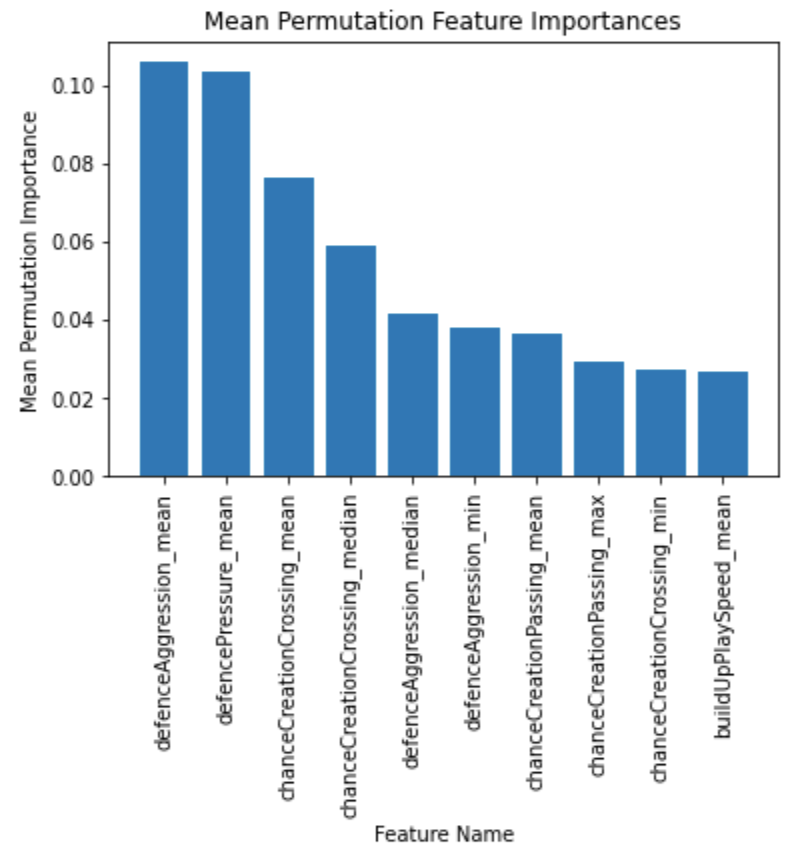 Mean Permutation Feature Importances
Mean Permutation Importance
0.10
0.08
0.06
0.04
0.02
0.00
defenceAggression_mean
defencePressure_mean
chanceCreationCrossing_mean
chanceCreationCrossing_median
defenceAggression_median
defenceAggression_min
chanceCreationPassing_mean
chanceCreationPassing_max
chanceCreationCrossing_min
buildUpPlaySpeed_mean
Feature Name